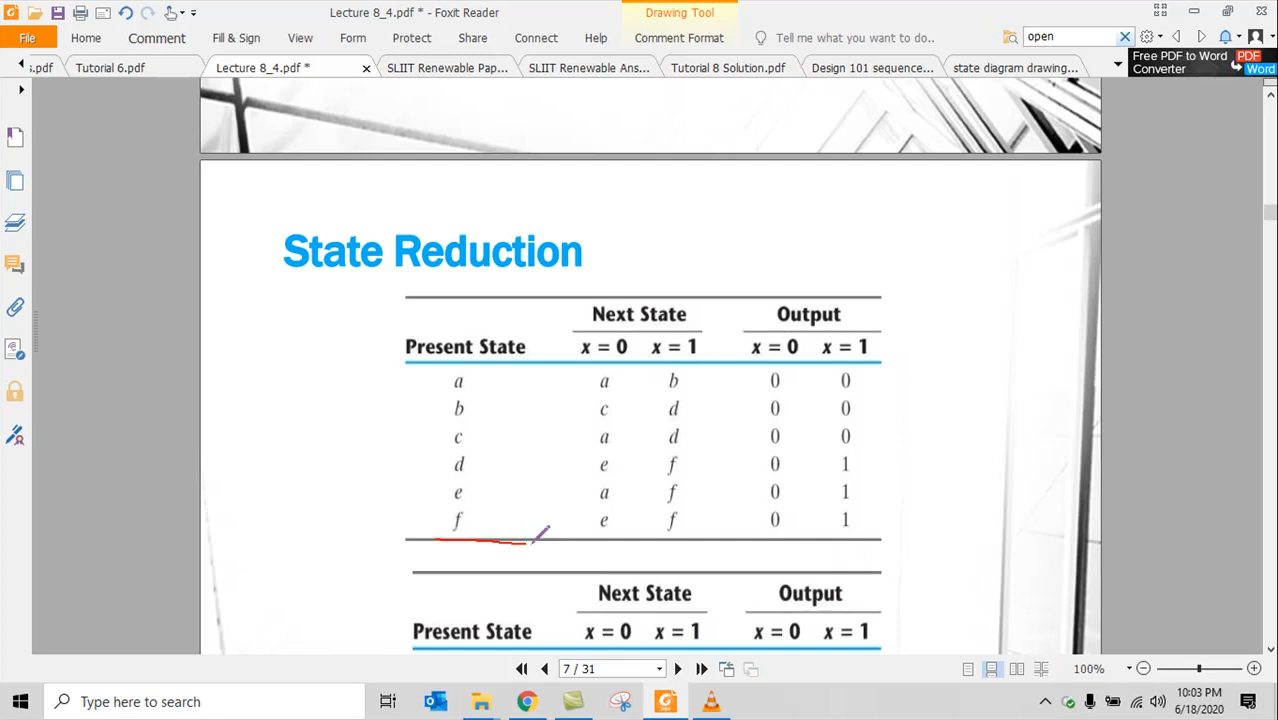 Lecture 8_4.pdf * - Foxit Reader
Drawing Tool
File Home Comment Fill & Sign View Form Protect Share Connect Help Comment Format Tell me what you want to do.. open
s.pdf Tutorial 6.pdf Lecture 8_4.pdf * SLIIT Renewable Pap... SLIIT Renewable Ans... Tutorial 8 Solution.pdf Design 101 sequence... state diagram drawing...
Free PDF to Word
Converter
PDF
Word
State Reduction
Next State Output
Present State x = 0 x = 1 x = 0 x = 1
a a b 0 0
b c d 0 0
c a d 0 0
d e f 0 1
e a f 0 1
f e f 0 1
Next State Output
Present State x = 0 x = 1 x = 0 x = 1
7 / 31
100%
Type here to search
10:03 PM
6/18/2020